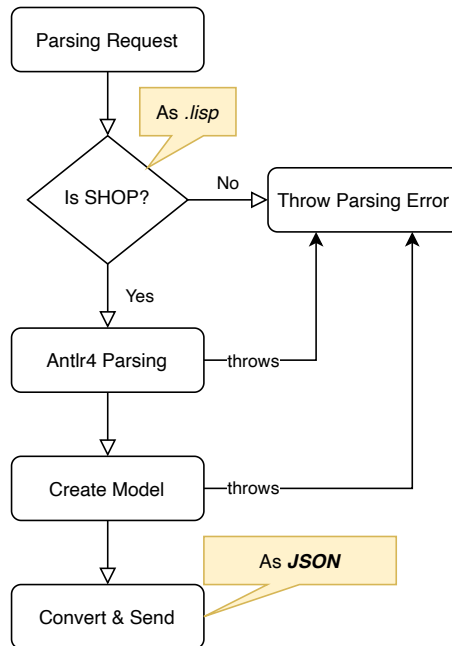 Parsing Request
As .lisp
Is SHOP?
No
Throw Parsing Error
Yes
Antlr4 Parsing
throws
Create Model
throws
As JSON
Convert & Send